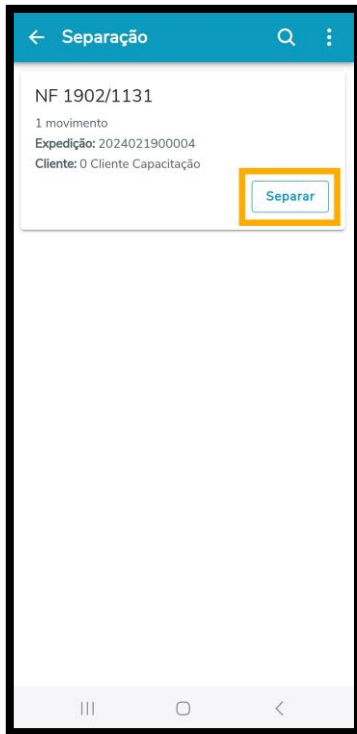 Separação
NF 1902/1131
1 movimento
Expedição: 2024021900004
Cliente: 0 Cliente Capacitação
Separar